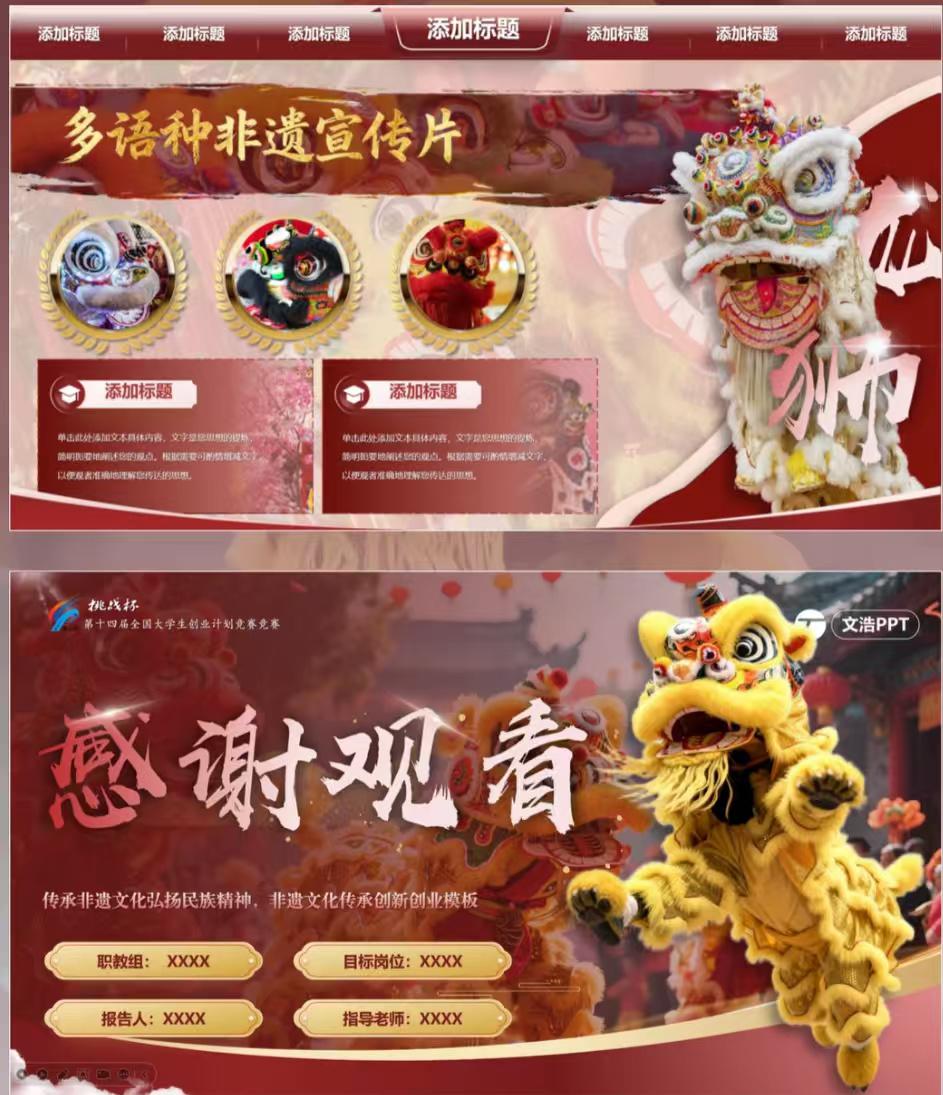 添加标题 添加标题 添加标题 添加标题 添加标题 添加标题 添加标题
多语种非遗宣传片
心
狮
添加标题
单击此处添加文本具体内容，文字是您思想的提炼，
简明扼要地阐述您的观点。根据需要可酌情增减文字，
以便观者准确地理解您传达的思想。
添加标题
单击此处添加文本具体内容，文字是您思想的提炼，
简明扼要地阐述您的观点。根据需要可酌情增减文字，
以便观者准确地理解您传达的思想。
挑战杯
第十四届全国大学生创业计划竞赛竞赛
文浩PPT
感谢观看
传承非遗文化弘扬民族精神，非遗文化传承创新创业模板
职教组： XXXX
目标岗位：XXXX
报告人：XXXX
指导老师：XXXX